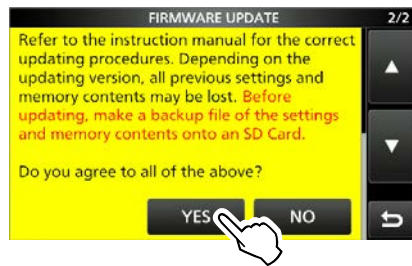 FIRMWARE UPDATE 2/2
Refer to the instruction manual for the correct
updating procedures. Depending on the
updating version, all previous settings and
memory contents may be lost. Before
updating, make a backup file of the settings
and memory contents onto an SD Card.
Do you agree to all of the above?
YES NO